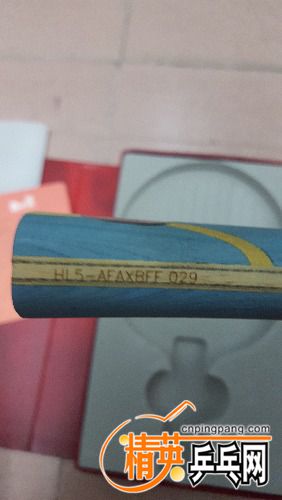 HL5-AFAXBFF 029
cnpingpang.com
精英乒乓网